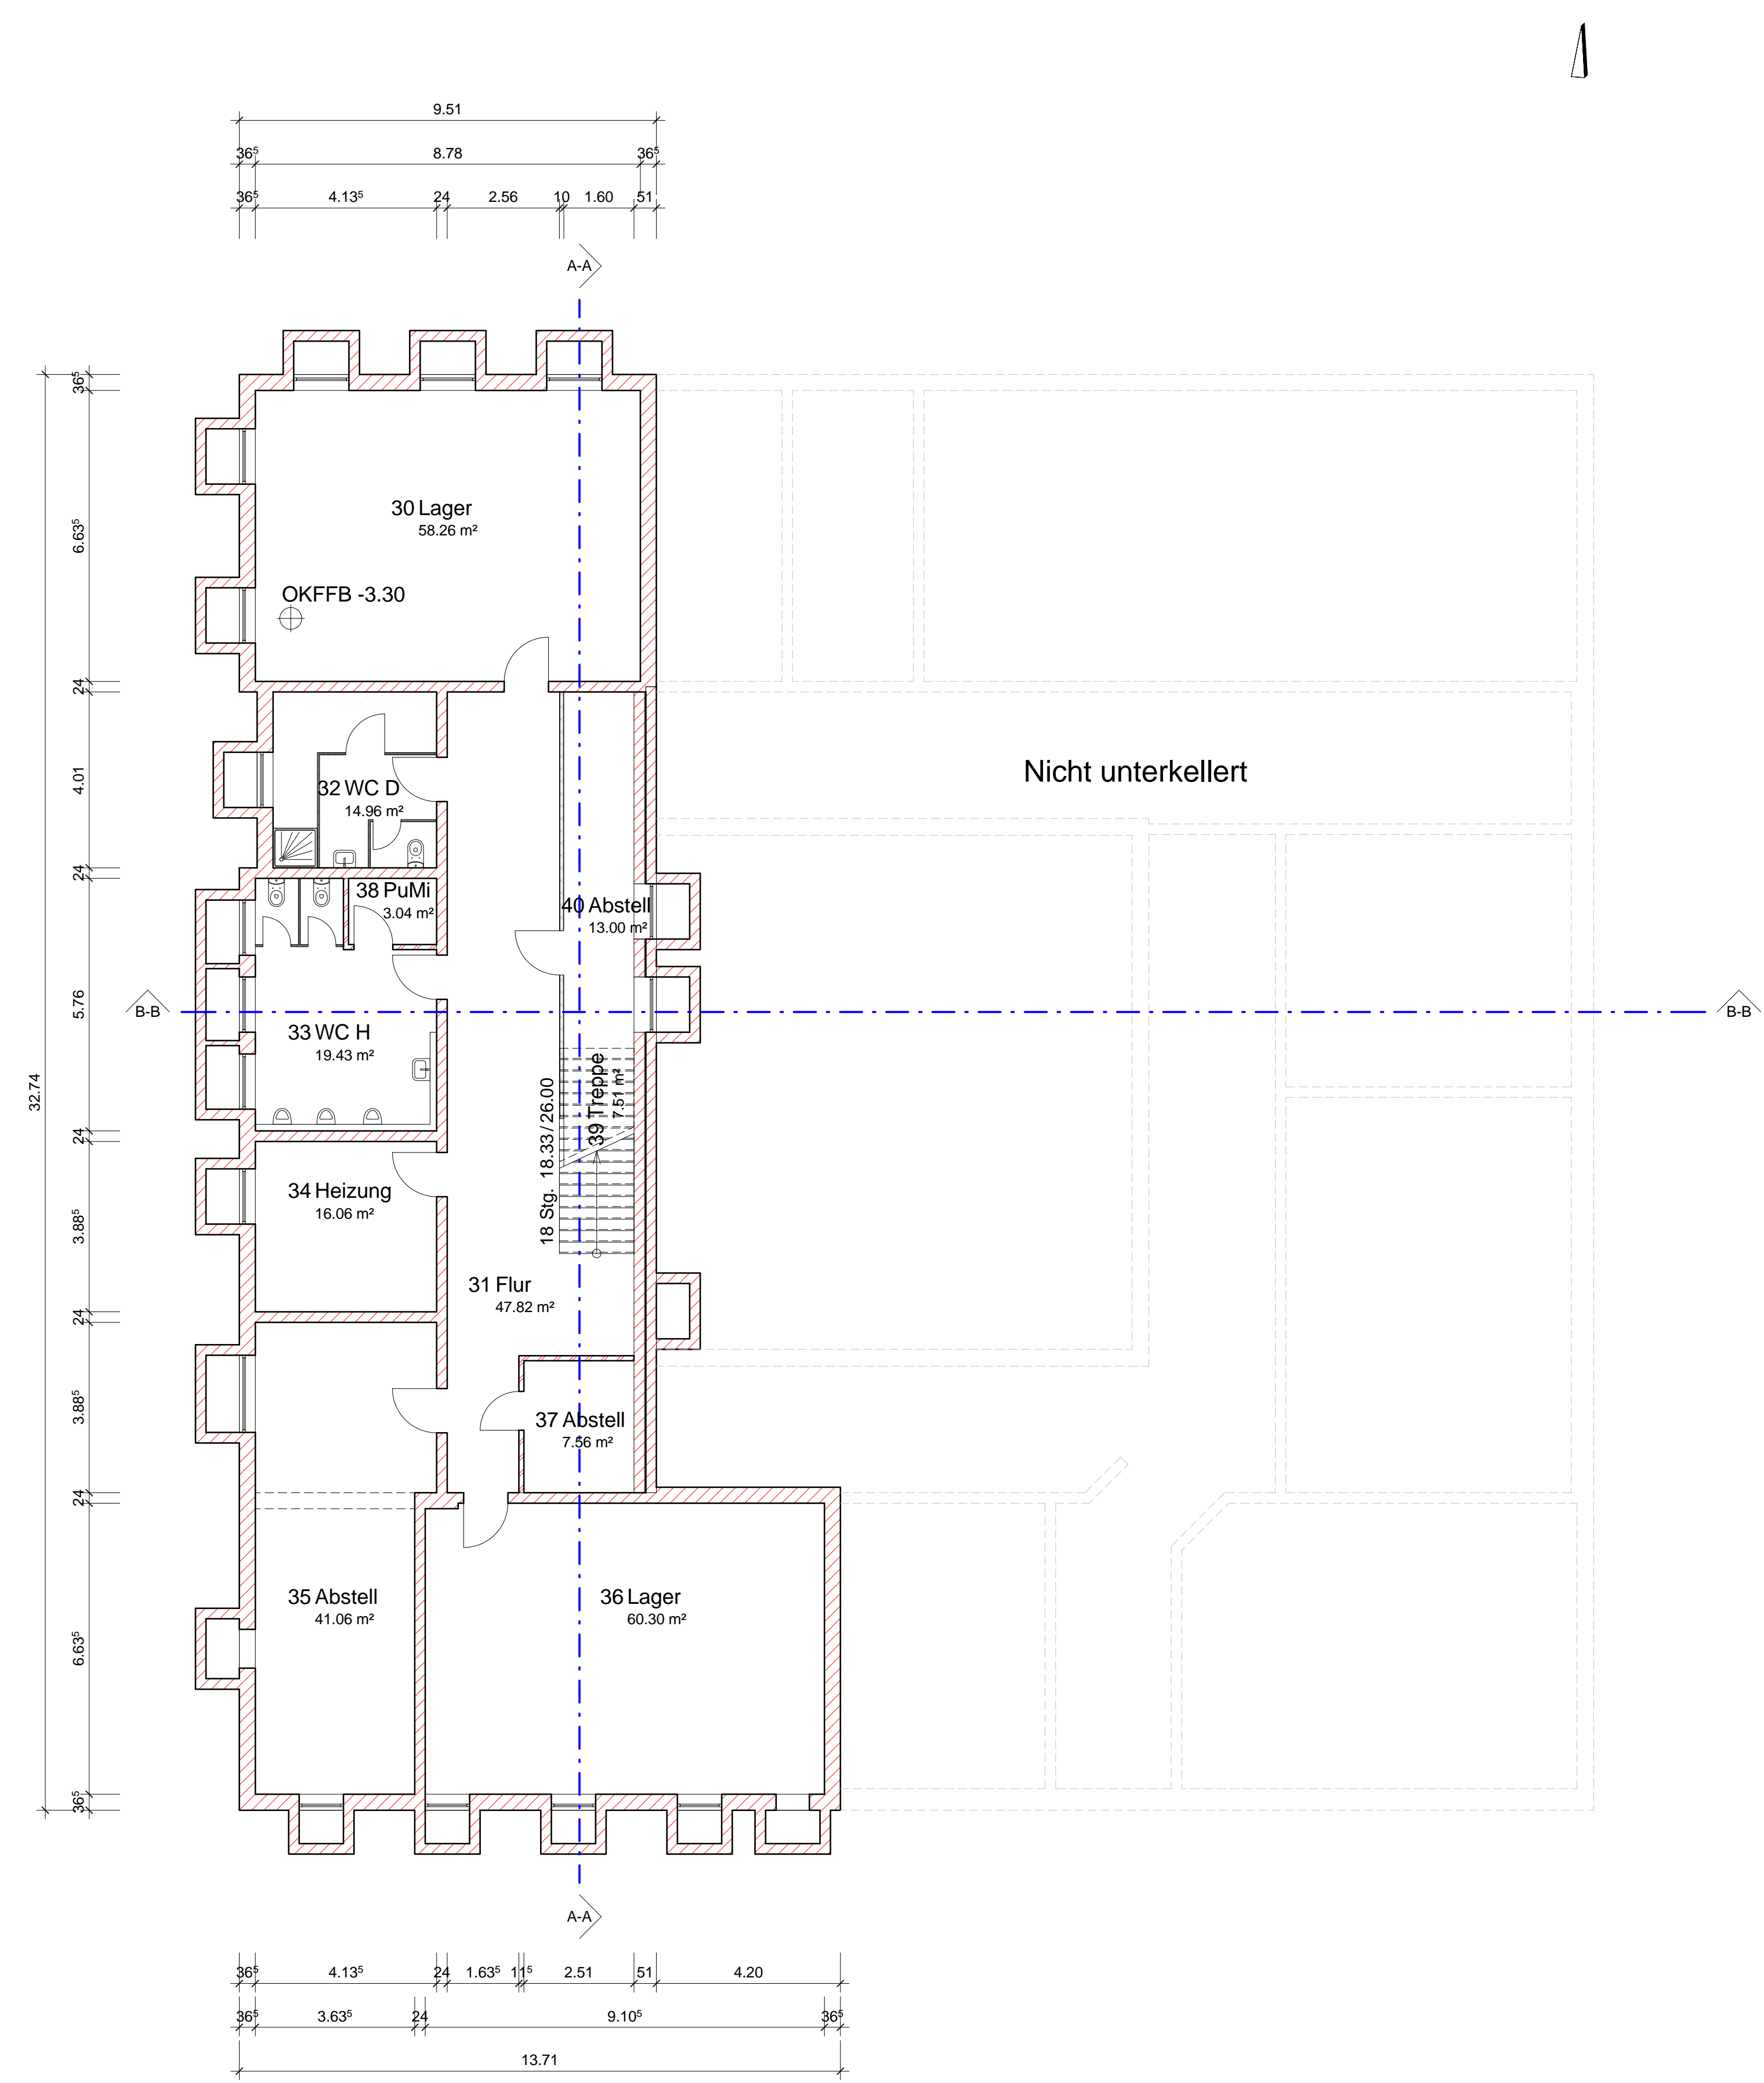 9.51
36⁵ 8.78 36⁵
36⁵ 4.13⁵ 24 2.56 10 1.60 51
A-A
36⁵
6.63⁵
24
4.01
24
5.76
24
3.88⁵
24
3.88⁵
24
6.63⁵
36⁵
32.74
30 Lager
58.26 m²
OKFFB -3.30
Nicht unterkellert
32 WC D
14.96 m²
38 PuMi
3.04 m²
40 Abstell
13.00 m²
B-B
B-B
33 WC H
19.43 m²
39 Treppe
7.51 m²
18 Stg. 18.33/26.00
34 Heizung
16.06 m²
31 Flur
47.82 m²
37 Abstell
7.56 m²
35 Abstell
41.06 m²
36 Lager
60.30 m²
A-A
36⁵ 4.13⁵ 24 1.63⁵ 11⁵ 2.51 51 4.20
36⁵ 3.63⁵ 24 9.10⁵ 36⁵
13.71